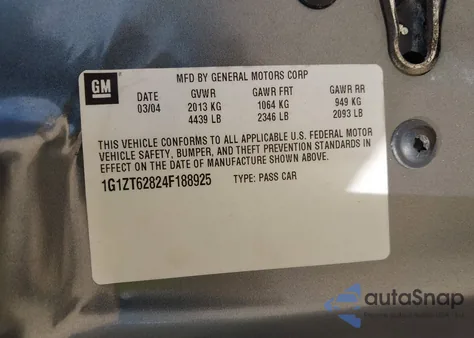 GM
MFD BY GENERAL MOTORS CORP
DATE GVWR GAWR FRT GAWR RR
03/04 2013 KG 1064 KG 949 KG
4439 LB 2346 LB 2093 LB
THIS VEHICLE CONFORMS TO ALL APPLICABLE U.S. FEDERAL MOTOR
VEHICLE SAFETY, BUMPER, AND THEFT PREVENTION STANDARDS IN
EFFECT ON THE DATE OF MANUFACTURE SHOWN ABOVE.
1G1ZT62824F188925 TYPE: PASS CAR
autoSnap